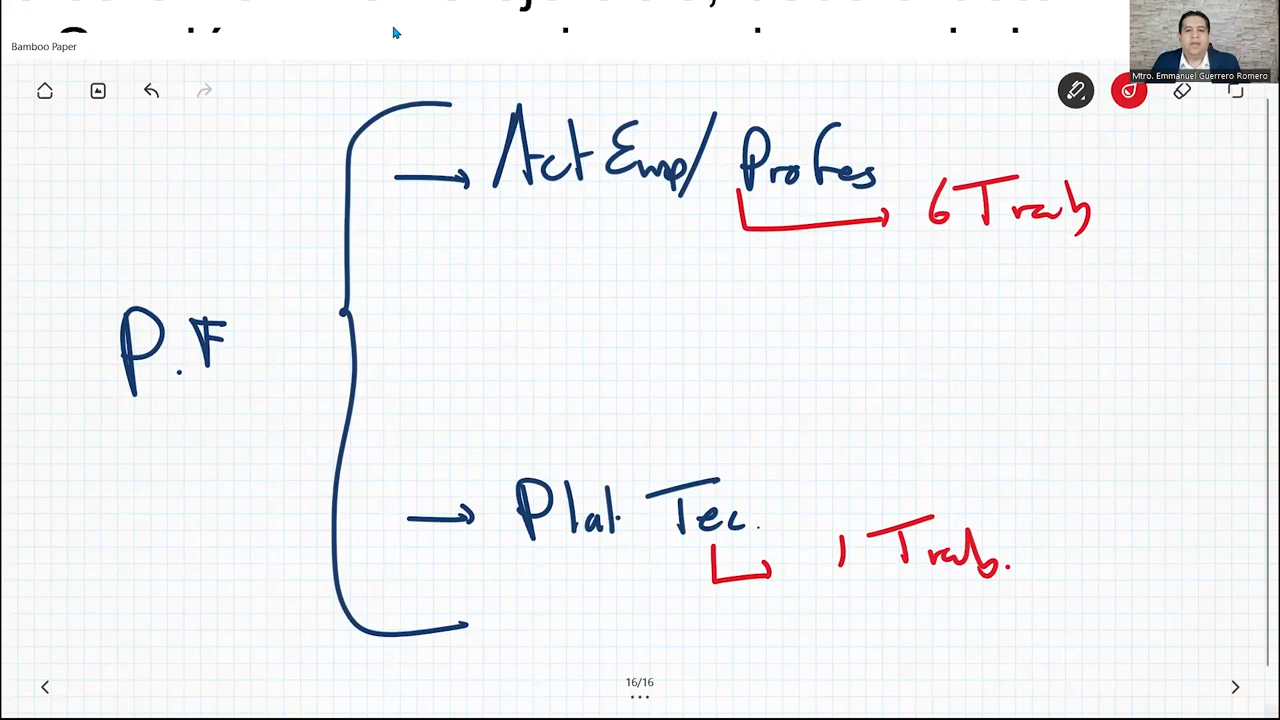 Bamboo Paper
Mtro. Emmanuel Guerrero Romero
Act Emp/ Profes
6 Trab
P.F
Plat Tec.
1 Trab.
16/16